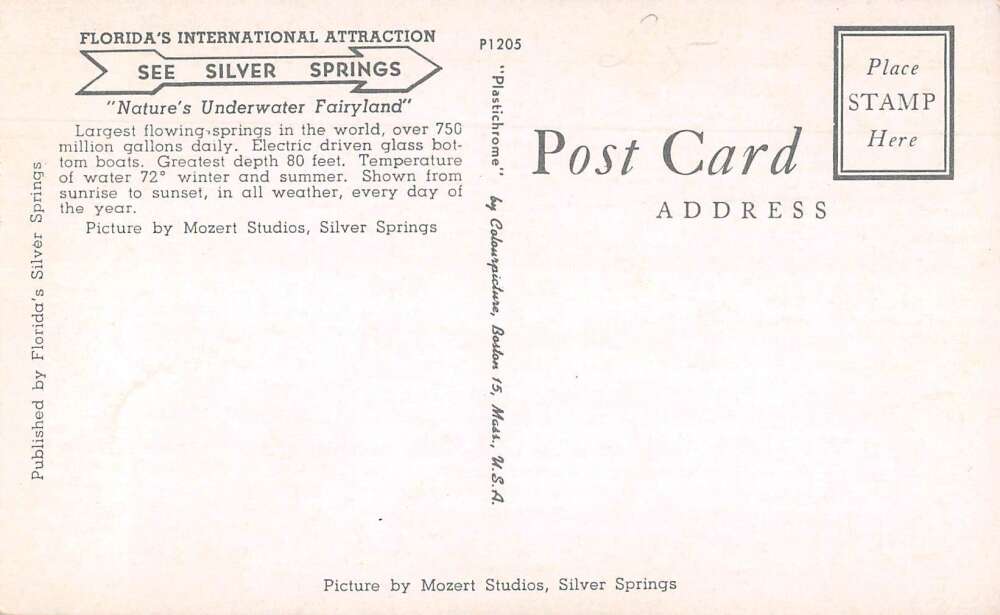 FLORIDA'S INTERNATIONAL ATTRACTION
SEE SILVER SPRINGS
"Nature's Underwater Fairyland"
Largest flowing springs in the world, over 750
million gallons daily. Electric driven glass bot-
tom boats. Greatest depth 80 feet. Temperature
of water 72° winter and summer. Shown from
sunrise to sunset, in all weather, every day of
the year.
Picture by Mozert Studios, Silver Springs
Published by Florida's Silver Springs
P1205
"Plastichrome" by Colourpicture, Boston 15, Mass., U.S.A.
Post Card
ADDRESS
Place
STAMP
Here
Picture by Mozert Studios, Silver Springs